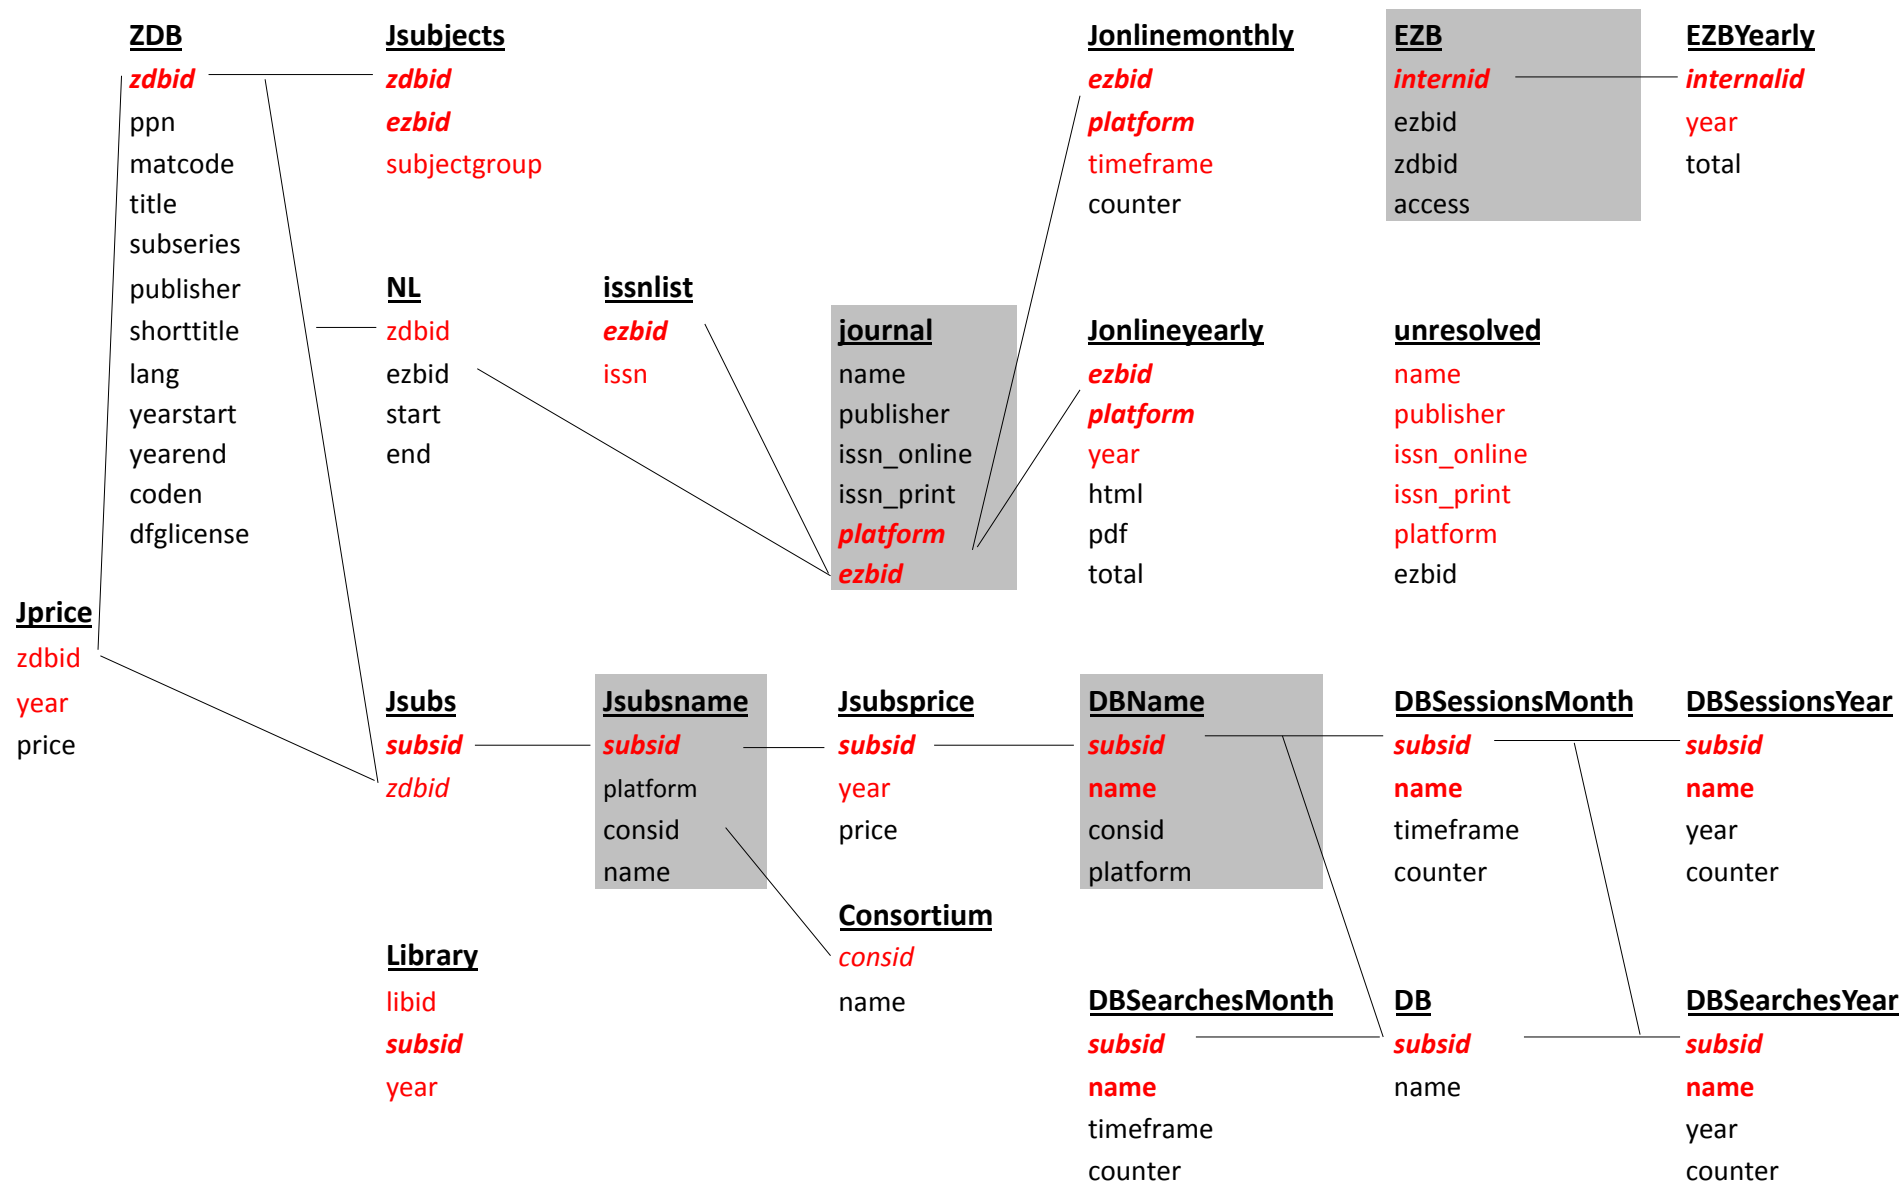 ZDB
zdbid
ppn
matcode
title
subseries
publisher
shorttitle
lang
yearstart
yearend
coden
dfglicense
Jsubjects
zdbid
ezbid
subjectgroup
Jonlinemonthly
ezbid
platform
timeframe
counter
EZB
internid
ezbid
zdbid
access
EZBYearly
internalid
year
total
NL
zdbid
ezbid
start
end
issnlist
ezbid
issn
journal
name
publisher
issn_online
issn_print
platform
ezbid
Jonlineyearly
ezbid
platform
year
html
pdf
total
unresolved
name
publisher
issn_online
issn_print
platform
ezbid
Jprice
zdbid
year
price
Jsubs
subsid
zdbid
Jsubsname
subsid
platform
consid
name
Jsubsprice
subsid
year
price
DBName
subsid
name
consid
platform
DBSessionsMonth
subsid
name
timeframe
counter
DBSessionsYear
subsid
name
year
counter
Library
libid
subsid
year
Consortium
consid
name
DBSearchesMonth
subsid
name
timeframe
counter
DB
subsid
name
DBSearchesYear
subsid
name
year
counter